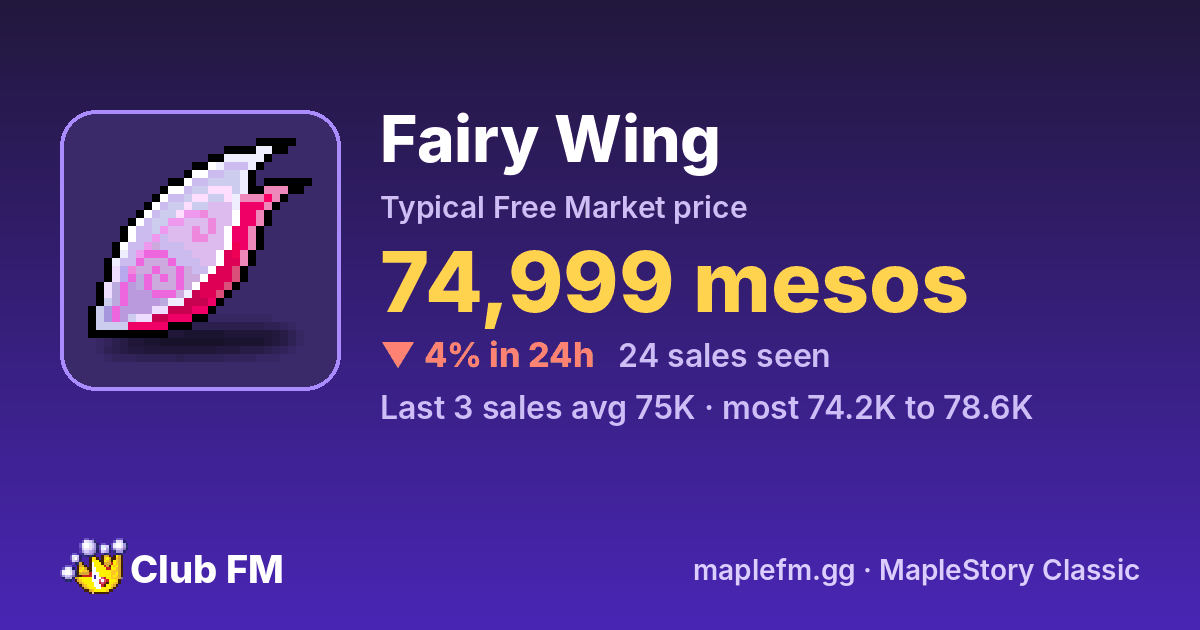 Fairy Wing
Typical Free Market price
74,999 mesos
▼ 4% in 24h 24 sales seen
Last 3 sales avg 75K · most 74.2K to 78.6K
Club FM
maplefm.gg · MapleStory Classic